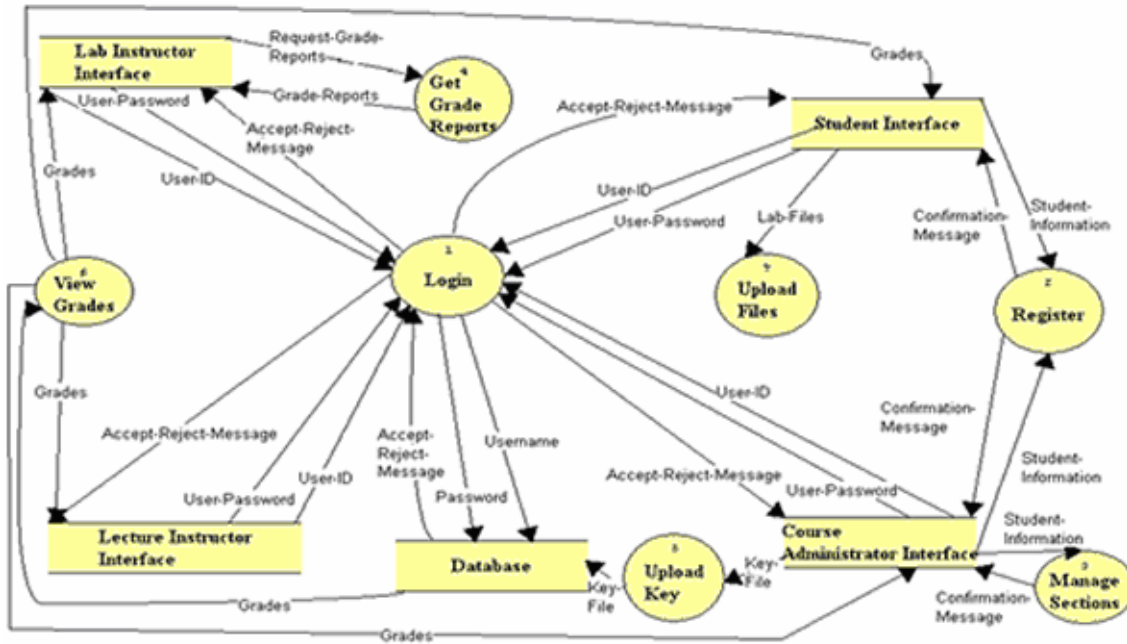 Grades
Lab Instructor
Interface
Request-Grade-
Reports
4
Get
Grade
Reports
Grade-Reports
User-Password
Accept-Reject-
Message
Accept-Reject-Message
Student Interface
Grades
User-ID
User-ID
User-Password
Lab-Files
Confirmation-
Message
Student-
Information
1
Login
6
View
Grades
Upload
Files
Register
Grades
Accept-Reject-Message
Accept-
Reject-
Message
Username
User-ID
Confirmation-
Message
User-Password
User-ID
Password
Accept-Reject-Message
User-Password
Student-
Information
Lecture Instructor
Interface
Database
Key-
File
Upload
Key
Key-
File
Course
Administrator Interface
Student-
Information
Manage
Sections
Confirmation-
Message
Grades
Grades